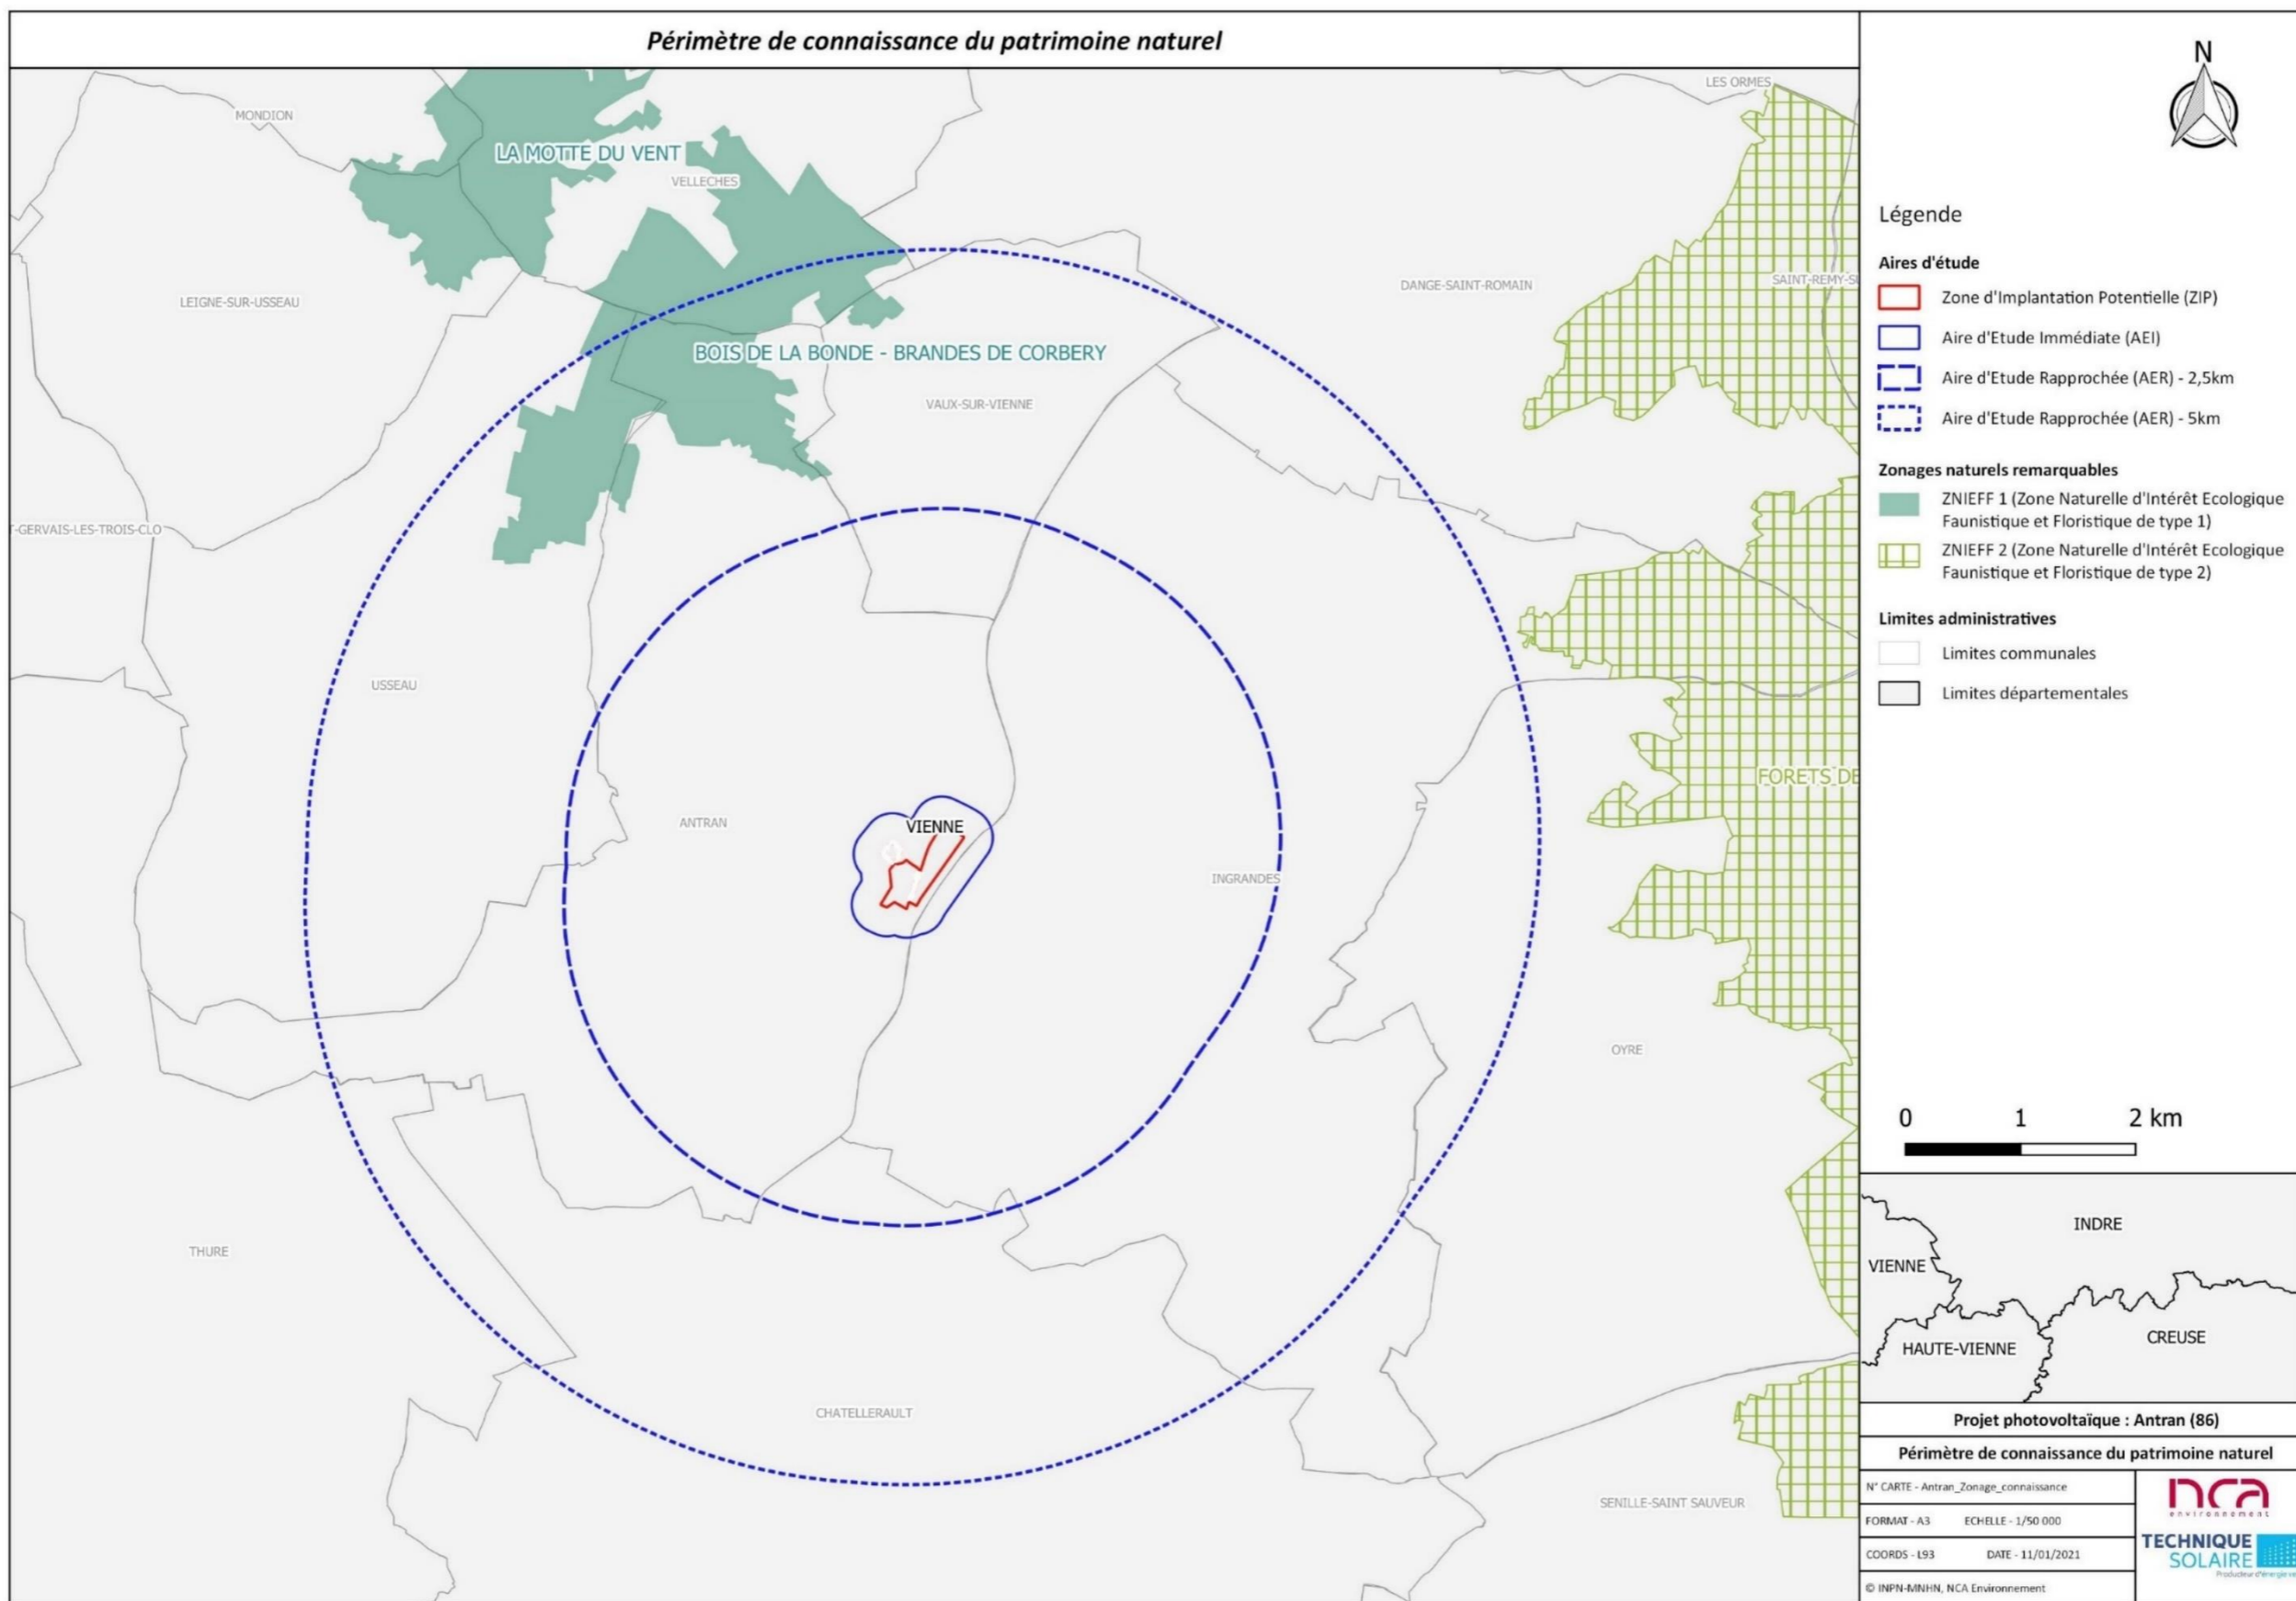 Périmètre de connaissance du patrimoine naturel
MONDION
LA MOTTE DU VENT
VELLECHES
LES ORMES
LEIGNE-SUR-USSEAU
DANGE-SAINT-ROMAIN
SAINT-REMY-S
BOIS DE LA BONDE - BRANDES DE CORBERY
VAUX-SUR-VIENNE
T-GERVAIS-LES-TROIS-CLO
USSEAU
FORETS DE
ANTRAN
VIENNE
INGRANDES
OYRE
THURE
CHATELLERAULT
SENILLE-SAINT SAUVEUR
N
Légende
Aires d'étude
Zone d'Implantation Potentielle (ZIP)
Aire d'Etude Immédiate (AEI)
Aire d'Etude Rapprochée (AER) - 2,5km
Aire d'Etude Rapprochée (AER) - 5km
Zonages naturels remarquables
ZNIEFF 1 (Zone Naturelle d'Intérêt Ecologique
Faunistique et Floristique de type 1)
ZNIEFF 2 (Zone Naturelle d'Intérêt Ecologique
Faunistique et Floristique de type 2)
Limites administratives
Limites communales
Limites départementales
0 1 2 km
INDRE
VIENNE
HAUTE-VIENNE
CREUSE
Projet photovoltaïque : Antran (86)
Périmètre de connaissance du patrimoine naturel
N° CARTE - Antran_Zonage_connaissance
FORMAT - A3 ECHELLE - 1/50 000
COORDS - L93 DATE - 11/01/2021
© INPN-MNHN, NCA Environnement
nca
environnement
TECHNIQUE
SOLAIRE
Producteur d'énergie ve